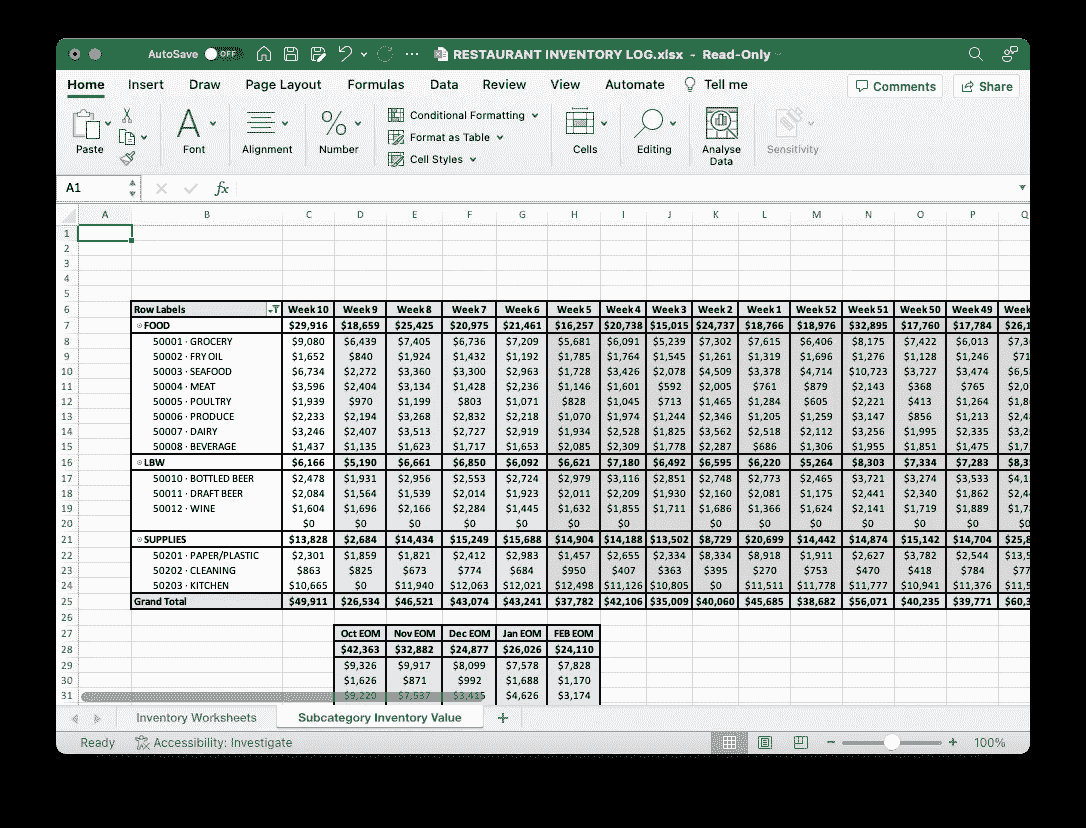 AutoSave OFF RESTAURANT INVENTORY LOG.xlsx - Read-Only
Home Insert Draw Page Layout Formulas Data Review View Automate Tell me Comments Share
Paste Font Alignment Number Conditional Formatting Format as Table Cell Styles Cells Editing Analyse Data Sensitivity
A1 fx
A B C D E F G H I J K L M N O P Q
1
2
3
4
5
6 Row Labels Week 10 Week 9 Week 8 Week 7 Week 6 Week 5 Week 4 Week 3 Week 2 Week 1 Week 52 Week 51 Week 50 Week 49 Week
7 FOOD $29,916 $18,659 $25,425 $20,975 $21,461 $16,257 $20,738 $15,015 $24,737 $18,766 $18,976 $32,895 $17,760 $17,784 $26,1
8 50001 · GROCERY $9,080 $6,439 $7,405 $6,736 $7,209 $5,681 $6,091 $5,239 $7,302 $7,615 $6,406 $8,175 $7,422 $6,013 $7,3
9 50002 · FRY OIL $1,652 $840 $1,924 $1,432 $1,192 $1,785 $1,764 $1,545 $1,261 $1,319 $1,696 $1,276 $1,128 $1,246 $71
10 50003 · SEAFOOD $6,734 $2,272 $3,360 $3,300 $2,963 $1,728 $3,426 $2,078 $4,509 $3,378 $4,714 $10,723 $3,727 $3,474 $6,5
11 50004 · MEAT $3,596 $2,404 $3,134 $1,428 $2,236 $1,146 $1,601 $592 $2,005 $761 $879 $2,143 $368 $765 $2,0
12 50005 · POULTRY $1,939 $970 $1,199 $803 $1,071 $828 $1,045 $713 $1,465 $1,284 $605 $2,221 $413 $1,264 $1,8
13 50006 · PRODUCE $2,233 $2,194 $3,268 $2,832 $2,218 $1,070 $1,974 $1,244 $2,346 $1,205 $1,259 $3,147 $856 $1,213 $2,4
14 50007 · DAIRY $3,246 $2,407 $3,513 $2,727 $2,919 $1,934 $2,528 $1,825 $3,562 $2,518 $2,112 $3,256 $1,995 $2,335 $3,2
15 50008 · BEVERAGE $1,437 $1,135 $1,623 $1,717 $1,653 $2,085 $2,309 $1,778 $2,287 $686 $1,306 $1,955 $1,851 $1,475 $1,7
16 LBW $6,166 $5,190 $6,661 $6,850 $6,092 $6,621 $7,180 $6,492 $6,595 $6,220 $5,264 $8,303 $7,334 $7,283 $8,3
17 50010 · BOTTLED BEER $2,478 $1,931 $2,956 $2,553 $2,724 $2,979 $3,116 $2,851 $2,748 $2,773 $2,465 $3,721 $3,274 $3,533 $4,1
18 50011 · DRAFT BEER $2,084 $1,564 $1,539 $2,014 $1,923 $2,011 $2,209 $1,930 $2,160 $2,081 $1,175 $2,441 $2,340 $1,862 $2,4
19 50012 · WINE $1,604 $1,696 $2,166 $2,284 $1,445 $1,632 $1,855 $1,711 $1,686 $1,366 $1,624 $2,141 $1,719 $1,889 $1,7
20 $0 $0 $0 $0 $0 $0 $0 $0 $0 $0 $0 $0 $0 $0 $0
21 SUPPLIES $13,828 $2,684 $14,434 $15,249 $15,688 $14,904 $14,188 $13,502 $8,729 $20,699 $14,442 $14,874 $15,142 $14,704 $25,8
22 50201 · PAPER/PLASTIC $2,301 $1,859 $1,821 $2,412 $2,983 $1,457 $2,655 $2,334 $8,334 $8,918 $1,911 $2,627 $3,782 $2,544 $13,5
23 50202 · CLEANING $863 $825 $673 $774 $684 $950 $407 $363 $395 $270 $753 $470 $418 $784 $77
24 50203 · KITCHEN $10,665 $0 $11,940 $12,063 $12,021 $12,498 $11,126 $10,805 $0 $11,511 $11,778 $11,777 $10,941 $11,376 $11,5
25 Grand Total $49,911 $26,534 $46,521 $43,074 $43,241 $37,782 $42,106 $35,009 $40,060 $45,685 $38,682 $56,071 $40,235 $39,771 $60,3
26
27 Oct EOM Nov EOM Dec EOM Jan EOM FEB EOM
28 $42,363 $32,882 $24,877 $26,026 $24,110
29 $9,326 $9,917 $8,099 $7,578 $7,828
30 $1,626 $871 $992 $1,688 $1,170
31 $9,220 $7,537 $3,415 $4,626 $3,174
Inventory Worksheets Subcategory Inventory Value +
Ready Accessibility: Investigate - + 100%